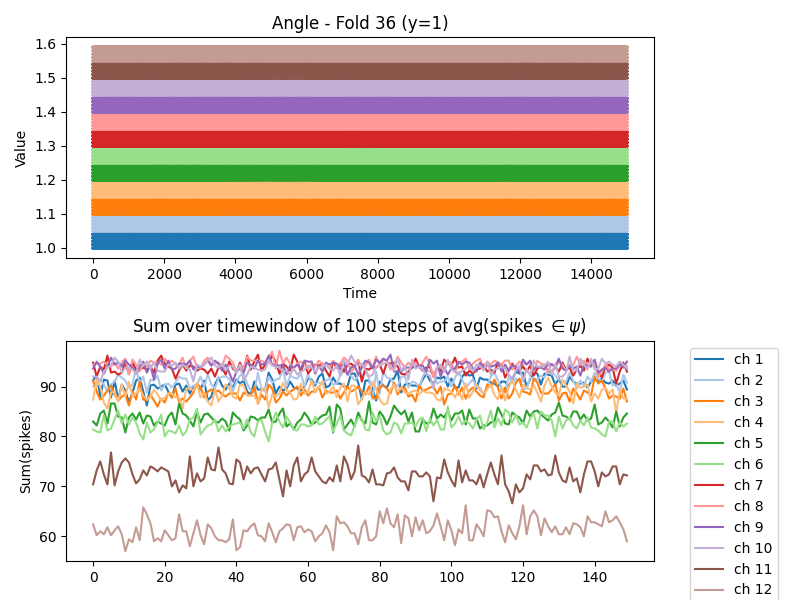 Angle - Fold 36 (y=1)
1.6
1.5
1.4
1.3
1.2
1.1
1.0
Value
0 2000 4000 6000 8000 10000 12000 14000
Time
Sum over timewindow of 100 steps of avg(spikes ∈ ψ)
90
80
70
60
Sum(spikes)
0 20 40 60 80 100 120 140
ch 1
ch 2
ch 3
ch 4
ch 5
ch 6
ch 7
ch 8
ch 9
ch 10
ch 11
ch 12